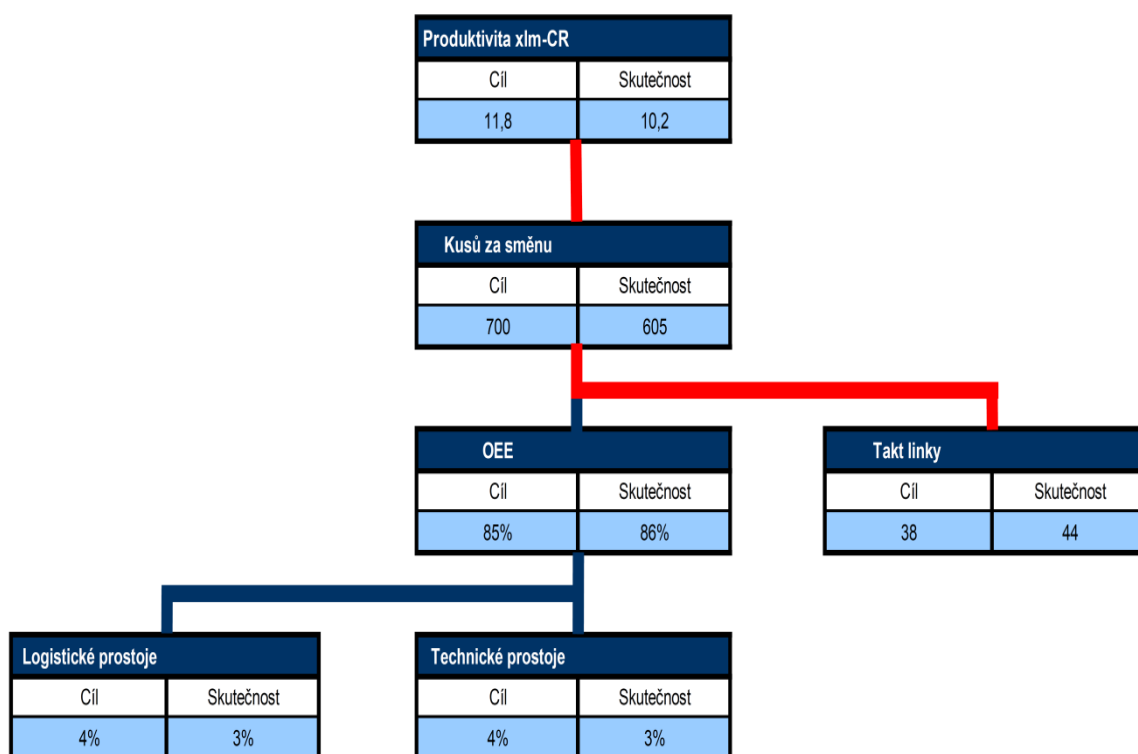 Produktivita xlm-CR
Cíl Skutečnost
11,8 10,2
Kusů za směnu
Cíl Skutečnost
700 605
OEE
Cíl Skutečnost
85% 86%
Takt linky
Cíl Skutečnost
38 44
Logistické prostoje
Cíl Skutečnost
4% 3%
Technické prostoje
Cíl Skutečnost
4% 3%